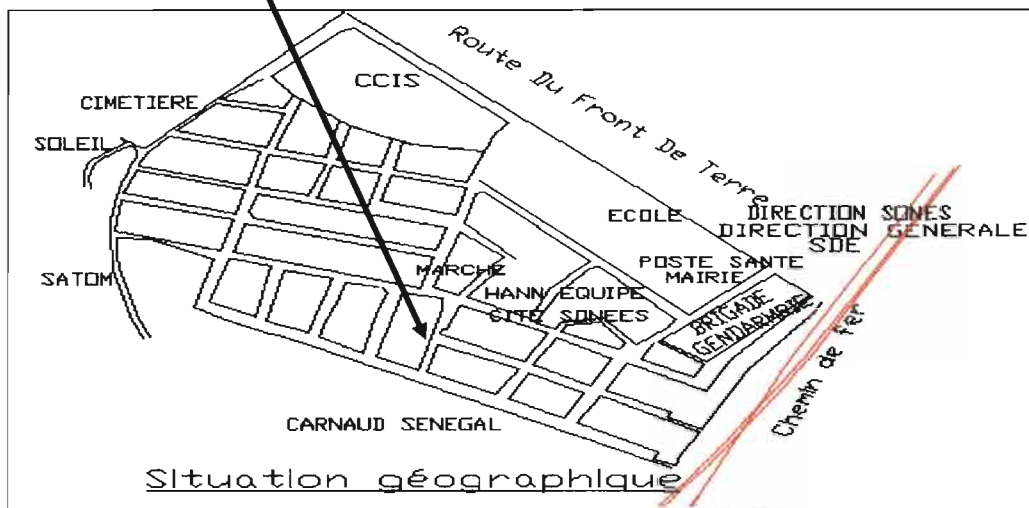 Route Du Front De Terre
CCIS
CIMETIERE
SOLEIL
ECOLE
DIRECTION SONES
DIRECTION GENERALE
SDE
POSTE SANTE
MAIRIE
SATOM
MARCHE
HANN EQUIPE
CITE SONEES
BRIGADE
GENDARMRIE
Chemin de fer
CARNAUD SENEGAL
Situation géographique